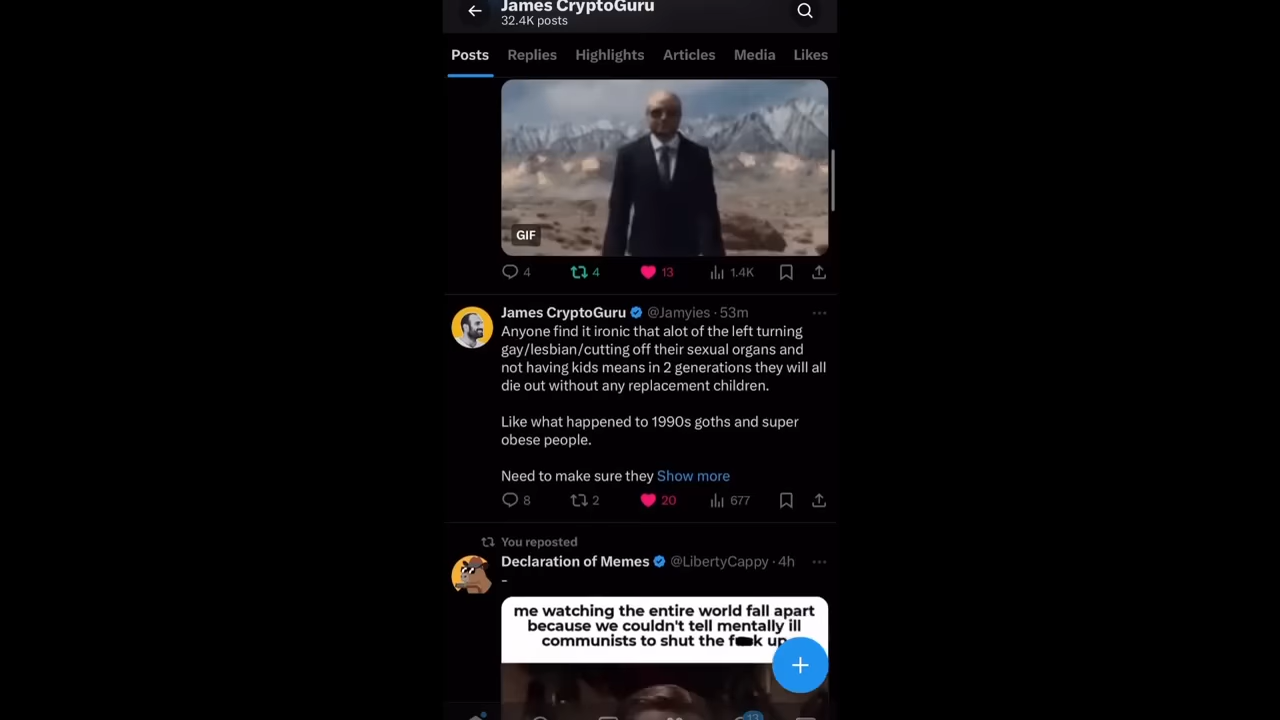 James CryptoGuru
32.4K posts
Posts Replies Highlights Articles Media Likes
GIF
4 4 13 1.4K
James CryptoGuru @Jamyies · 53m
Anyone find it ironic that alot of the left turning
gay/lesbian/cutting off their sexual organs and
not having kids means in 2 generations they will all
die out without any replacement children.
Like what happened to 1990s goths and super
obese people.
Need to make sure they Show more
8 2 20 677
You reposted
Declaration of Memes @LibertyCappy · 4h
-
me watching the entire world fall apart
because we couldn't tell mentally ill
communists to shut the f k up
13